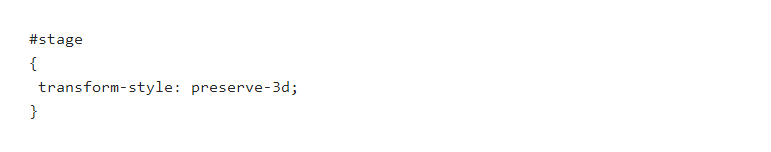 #stage
{
transform-style: preserve-3d;
}